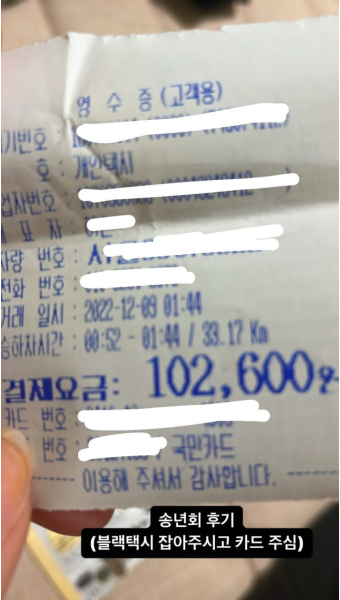 영 수 증 (고객용)
기번호 :
호 : 개인택시
업자번호
표 자
차량 번호 :
전화 번호
거래 일시 : 2022-12-09 01:44
승하차시간 : 00:52 - 01:44 / 33.17 Km
결제요금: 102,600원
카드 번호
번호 국민카드
이용해 주셔서 감사합니다.
송년회 후기
(블랙택시 잡아주시고 카드 주심)